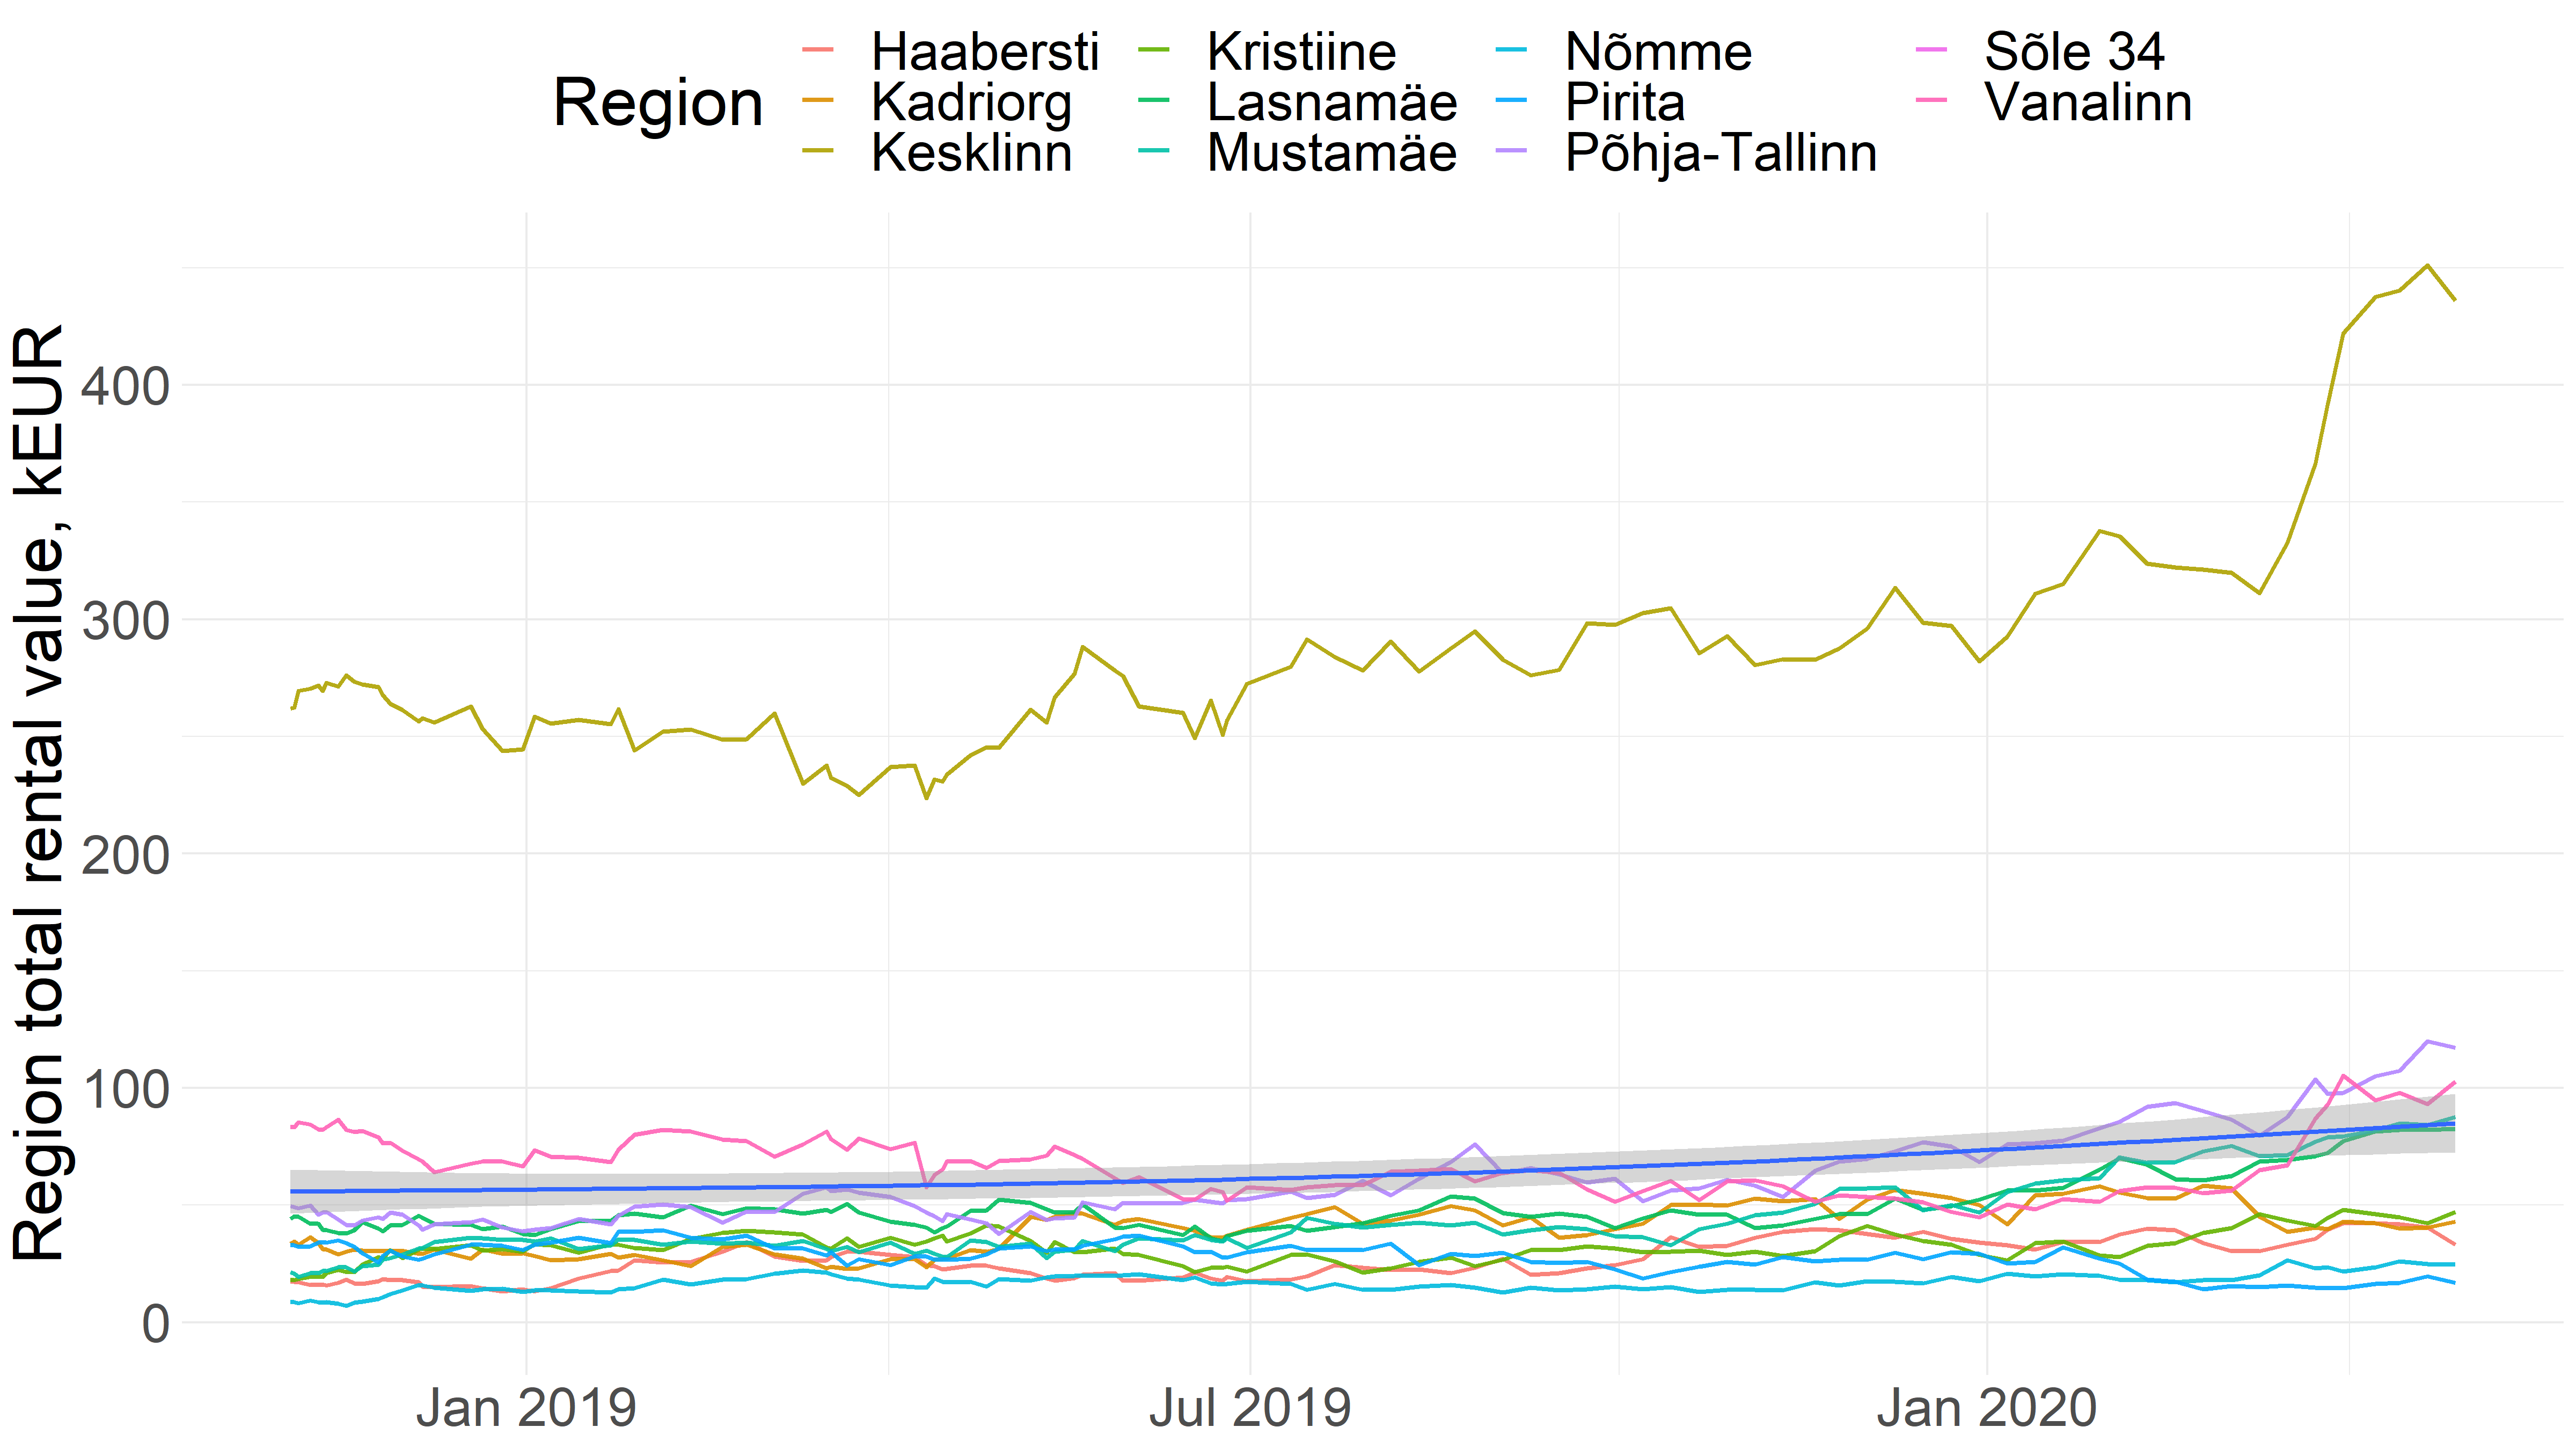 Region
Haabersti
Kadriorg
Kesklinn
Kristiine
Lasnamäe
Mustamäe
Nõmme
Pirita
Põhja-Tallinn
Sõle 34
Vanalinn
Region total rental value, kEUR
400
300
200
100
0
Jan 2019
Jul 2019
Jan 2020